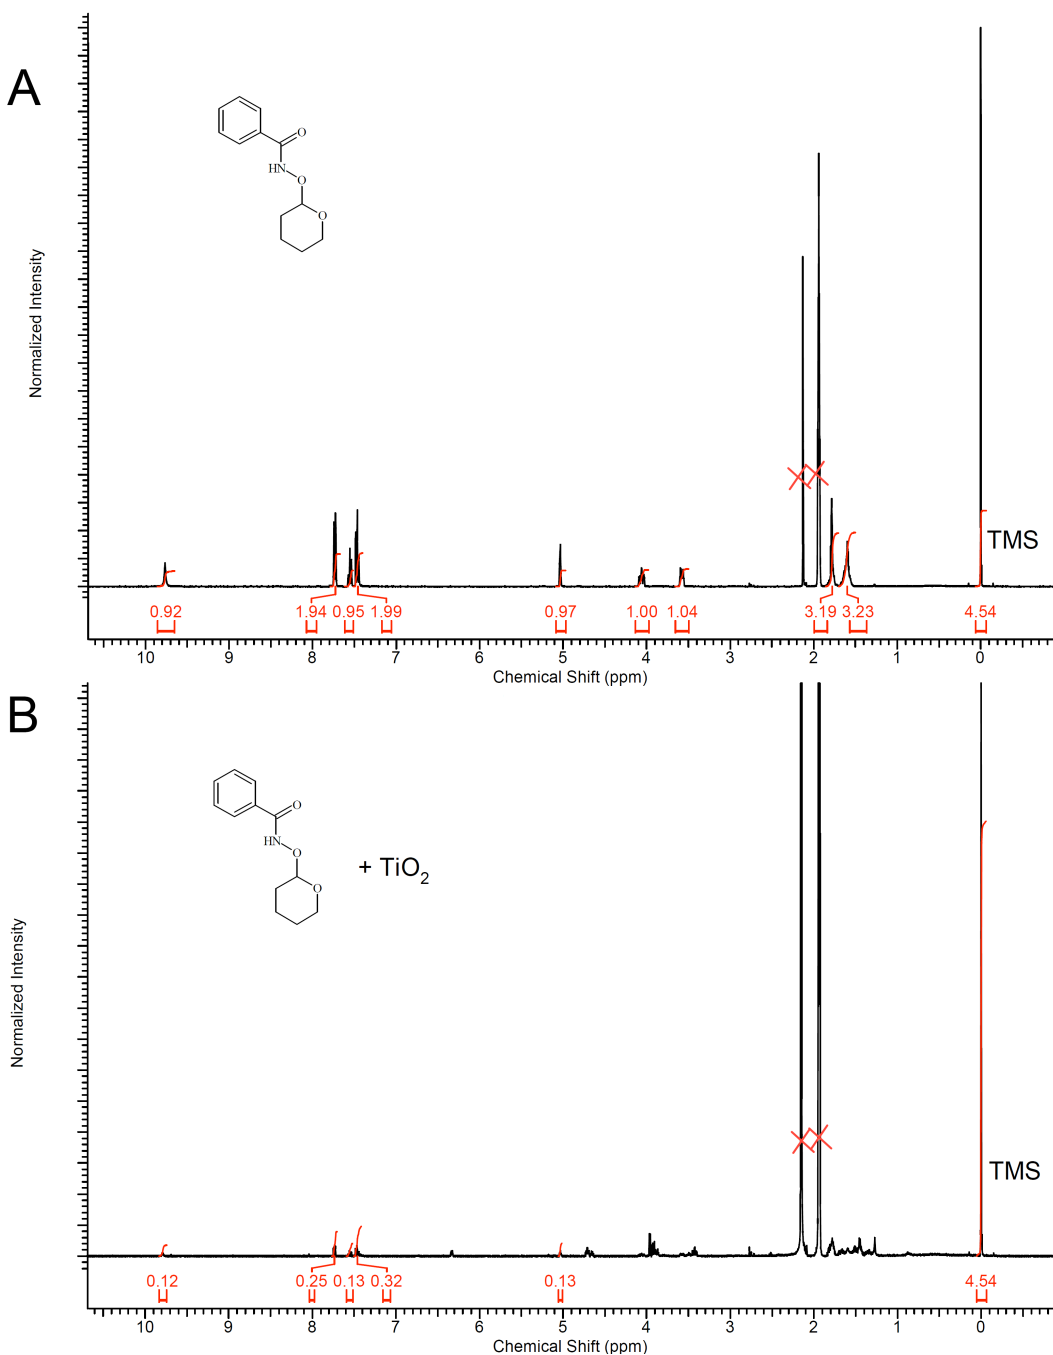 A
O
HN
O
O
Normalized Intensity
TMS
0.92 1.94 0.95 1.99 0.97 1.00 1.04 3.19 3.23 4.54
10 9 8 7 6 5 4 3 2 1 0
Chemical Shift (ppm)
B
O
HN
O
O
+ TiO2
Normalized Intensity
TMS
0.12 0.25 0.13 0.32 0.13 4.54
10 9 8 7 6 5 4 3 2 1 0
Chemical Shift (ppm)